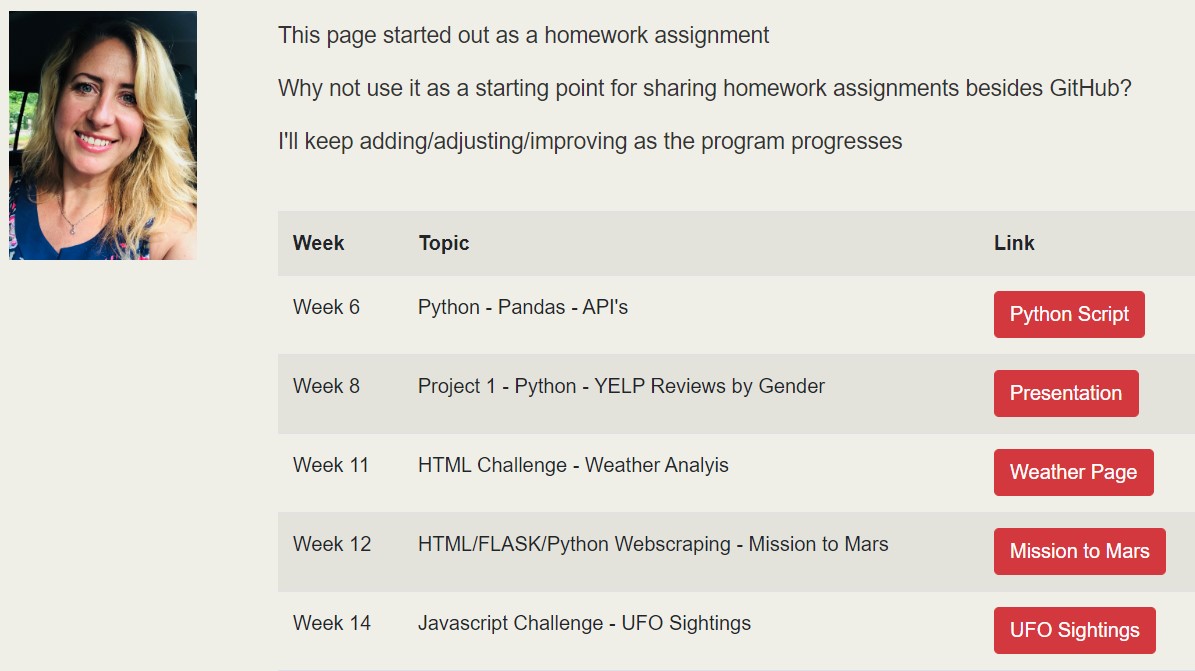 This page started out as a homework assignment
Why not use it as a starting point for sharing homework assignments besides GitHub?
I'll keep adding/adjusting/improving as the program progresses
Week Topic Link
Week 6 Python - Pandas - API's Python Script
Week 8 Project 1 - Python - YELP Reviews by Gender Presentation
Week 11 HTML Challenge - Weather Analyis Weather Page
Week 12 HTML/FLASK/Python Webscraping - Mission to Mars Mission to Mars
Week 14 Javascript Challenge - UFO Sightings UFO Sightings